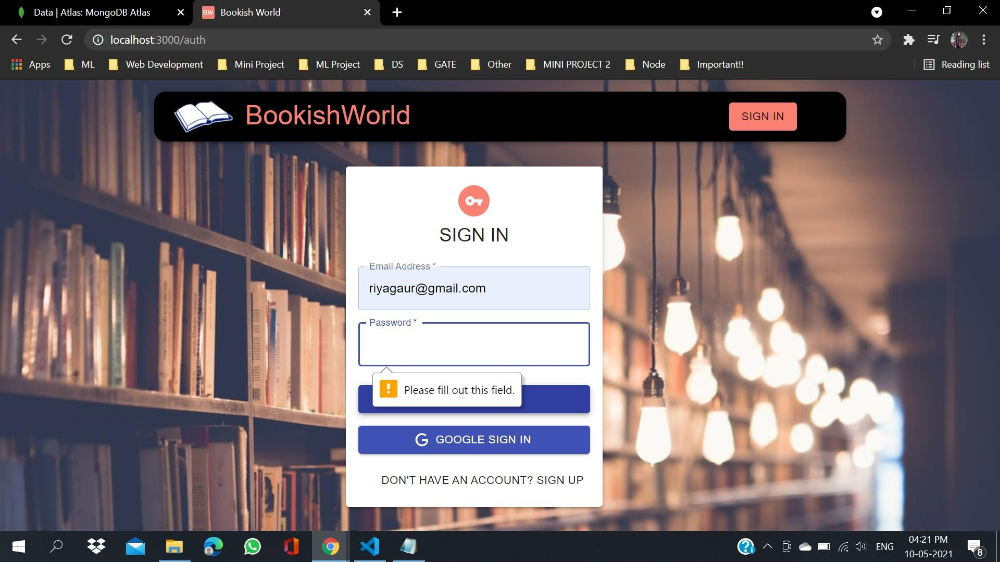 Data | Atlas: MongoDB Atlas
BW Bookish World
localhost:3000/auth
Apps ML Web Development Mini Project ML Project DS GATE Other MINI PROJECT 2 Node Important!! Reading list
BookishWorld SIGN IN
SIGN IN
Email Address *
riyagaur@gmail.com
Password *
Please fill out this field.
G GOOGLE SIGN IN
DON'T HAVE AN ACCOUNT? SIGN UP
04:21 PM
ENG
10-05-2021
8